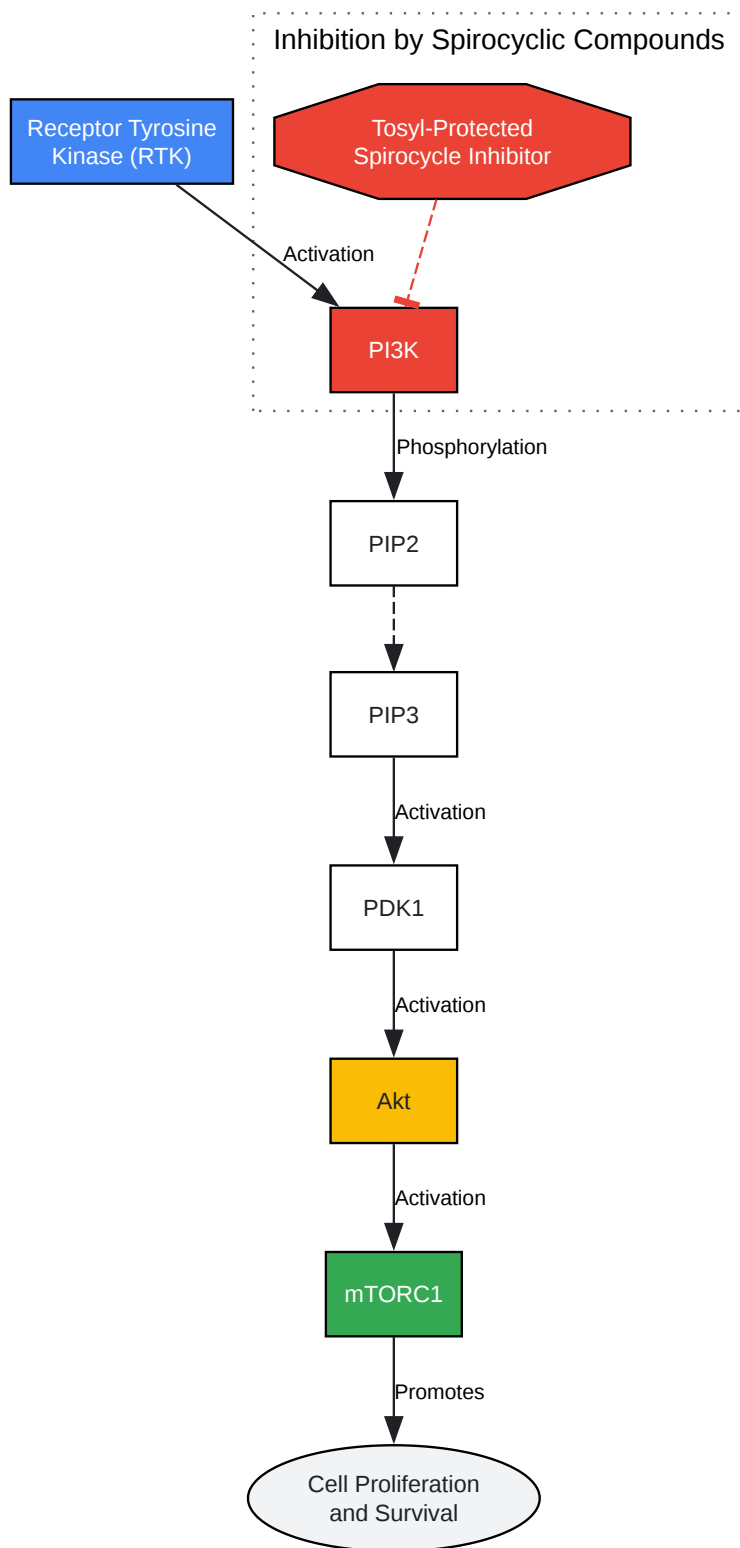 Inhibition by Spirocyclic Compounds
Receptor Tyrosine
Kinase (RTK)
Tosyl-Protected
Spirocycle Inhibitor
Activation
PI3K
Phosphorylation
PIP2
PIP3
Activation
PDK1
Activation
Akt
Activation
mTORC1
Promotes
Cell Proliferation
and Survival